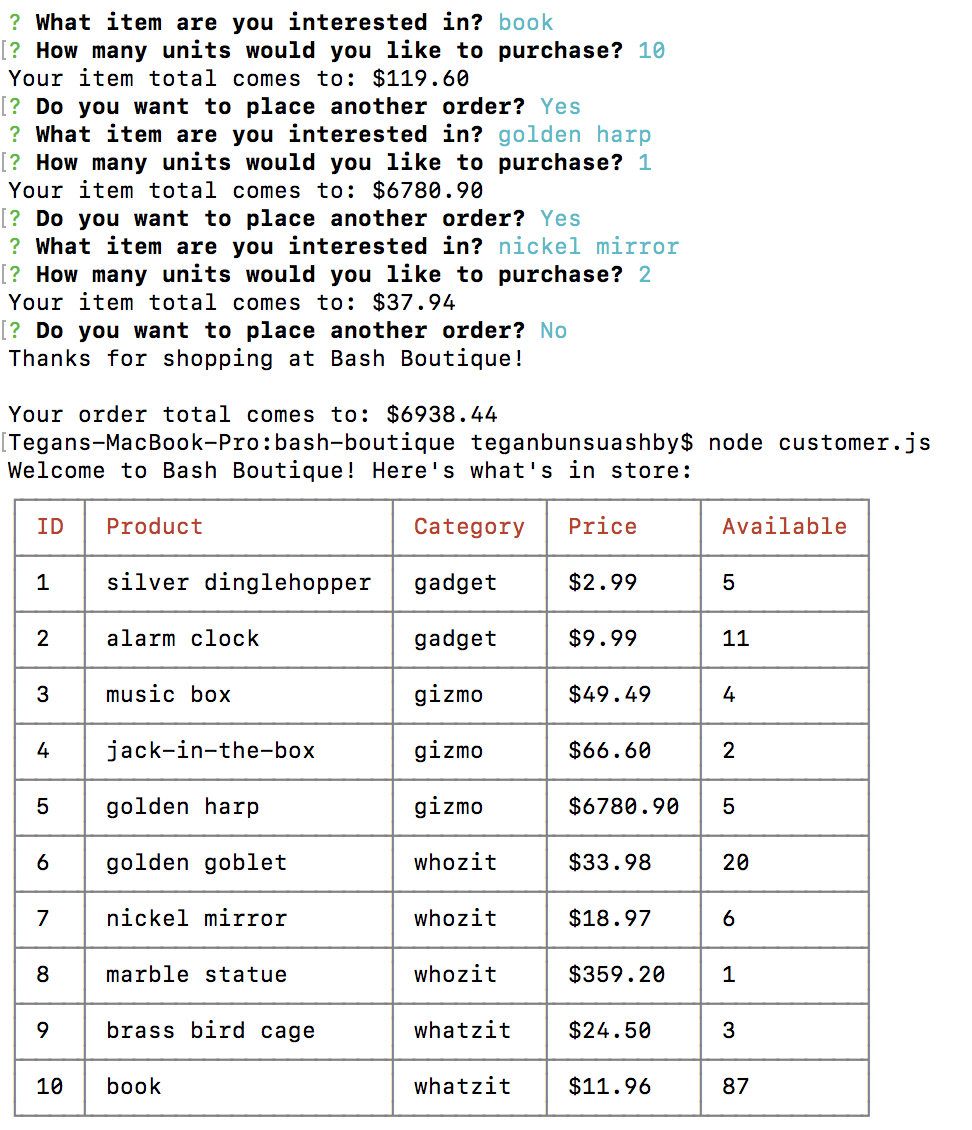 ? What item are you interested in? book
[? How many units would you like to purchase? 10
Your item total comes to: $119.60
[? Do you want to place another order? Yes
? What item are you interested in? golden harp
[? How many units would you like to purchase? 1
Your item total comes to: $6780.90
[? Do you want to place another order? Yes
? What item are you interested in? nickel mirror
[? How many units would you like to purchase? 2
Your item total comes to: $37.94
[? Do you want to place another order? No
Thanks for shopping at Bash Boutique!
Your order total comes to: $6938.44
[Tegans-MacBook-Pro:bash-boutique teganbunsuashby$ node customer.js
Welcome to Bash Boutique! Here's what's in store:
ID Product Category Price Available
1 silver dinglehopper gadget $2.99 5
2 alarm clock gadget $9.99 11
3 music box gizmo $49.49 4
4 jack-in-the-box gizmo $66.60 2
5 golden harp gizmo $6780.90 5
6 golden goblet whozit $33.98 20
7 nickel mirror whozit $18.97 6
8 marble statue whozit $359.20 1
9 brass bird cage whatzit $24.50 3
10 book whatzit $11.96 87